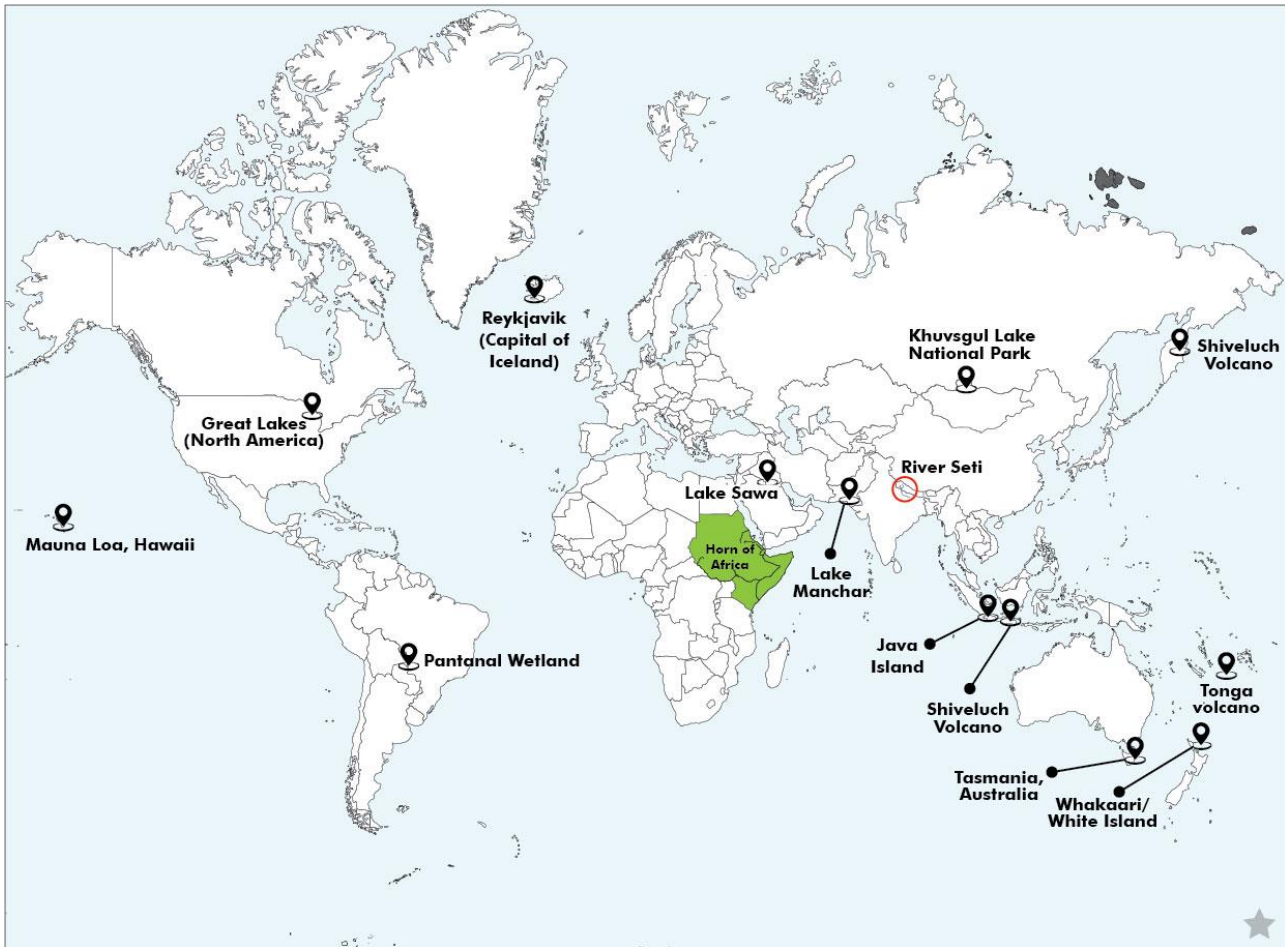 Reykjavik
(Capital of
Iceland)
Khuvsgul Lake
National Park
Shiveluch
Volcano
Great Lakes
(North America)
River Seti
Lake Sawa
Mauna Loa, Hawaii
Horn of
Africa
Lake
Manchar
Java
Island
Pantanal Wetland
Shiveluch
Volcano
Tonga
volcano
Tasmania,
Australia
Whakaari/
White Island